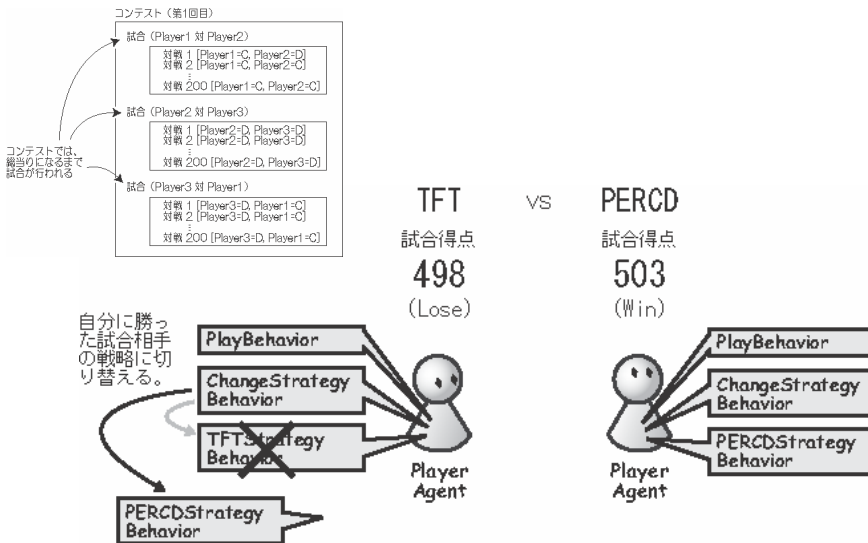 コンテスト（第1回目）
試合（Player1 対 Player2）
対戦 1 [Player1=C, Player2=D]
対戦 2 [Player1=C, Player2=C]
⋮
対戦 200 [Player1=C, Player2=C]
試合（Player2 対 Player3）
対戦 1 [Player2=D, Player3=D]
対戦 2 [Player2=D, Player3=D]
⋮
対戦 200 [Player2=D, Player3=D]
試合（Player3 対 Player1）
対戦 1 [Player3=D, Player1=C]
対戦 2 [Player3=D, Player1=C]
⋮
対戦 200 [Player3=D, Player1=C]
コンテストでは、
総当りになるまで
試合が行われる
TFT vs PERCD
試合得点
498
(Lose)
試合得点
503
(Win)
自分に勝っ
た試合相手
の戦略に切
り替える。
PlayBehavior
ChangeStrategy
Behavior
TFTStrategy
Behavior
PERCDStrategy
Behavior
Player
Agent
Player
Agent
PlayBehavior
ChangeStrategy
Behavior
PERCDStrategy
Behavior